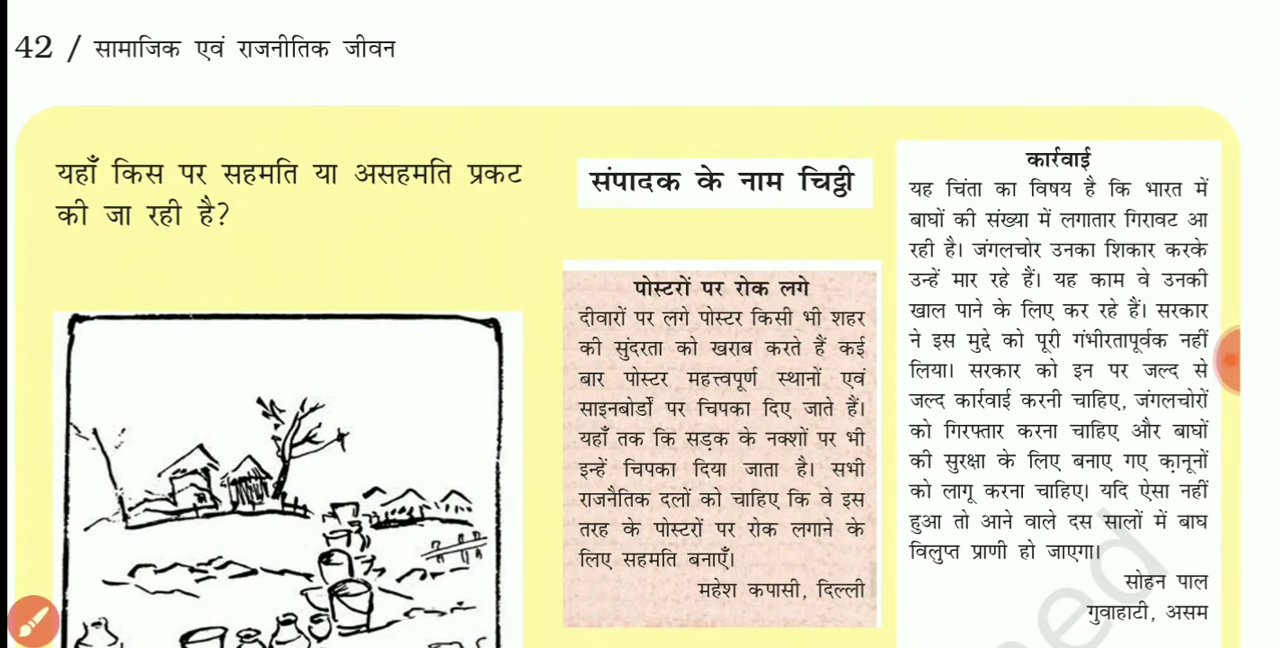 42 / सामाजिक एवं राजनीतिक जीवन
यहाँ किस पर सहमति या असहमति प्रकट
की जा रही है?
संपादक के नाम चिट्ठी
पोस्टरों पर रोक लगे
दीवारों पर लगे पोस्टर किसी भी शहर
की सुंदरता को खराब करते हैं कई
बार पोस्टर महत्त्वपूर्ण स्थानों एवं
साइनबोर्डों पर चिपका दिए जाते हैं।
यहाँ तक कि सड़क के नक्शों पर भी
इन्हें चिपका दिया जाता है। सभी
राजनैतिक दलों को चाहिए कि वे इस
तरह के पोस्टरों पर रोक लगाने के
लिए सहमति बनाएँ।
महेश कपासी, दिल्ली
कार्रवाई
यह चिंता का विषय है कि भारत में
बाघों की संख्या में लगातार गिरावट आ
रही है। जंगलचोर उनका शिकार करके
उन्हें मार रहे हैं। यह काम वे उनकी
खाल पाने के लिए कर रहे हैं। सरकार
ने इस मुद्दे को पूरी गंभीरतापूर्वक नहीं
लिया। सरकार को इन पर जल्द से
जल्द कार्रवाई करनी चाहिए, जंगलचोरों
को गिरफ्तार करना चाहिए और बाघों
की सुरक्षा के लिए बनाए गए क़ानूनों
को लागू करना चाहिए। यदि ऐसा नहीं
हुआ तो आने वाले दस सालों में बाघ
विलुप्त प्राणी हो जाएगा।
सोहन पाल
गुवाहाटी, असम